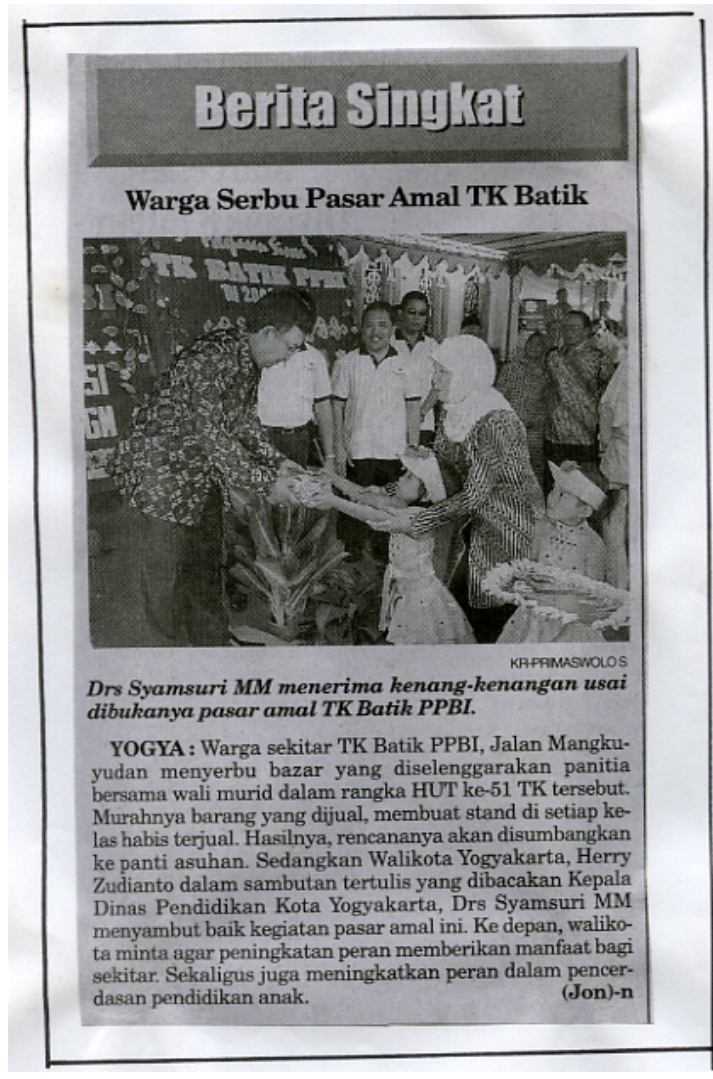 Berita Singkat
Warga Serbu Pasar Amal TK Batik
TK BATIK PPBI
KR-PRIMASWOLO S
Drs Syamsuri MM menerima kenang-kenangan usai
dibukanya pasar amal TK Batik PPBI.
YOGYA : Warga sekitar TK Batik PPBI, Jalan Mangku-
yudan menyerbu bazar yang diselenggarakan panitia
bersama wali murid dalam rangka HUT ke-51 TK tersebut.
Murahnya barang yang dijual, membuat stand di setiap ke-
las habis terjual. Hasilnya, rencananya akan disumbangkan
ke panti asuhan. Sedangkan Walikota Yogyakarta, Herry
Zudianto dalam sambutan tertulis yang dibacakan Kepala
Dinas Pendidikan Kota Yogyakarta, Drs Syamsuri MM
menyambut baik kegiatan pasar amal ini. Ke depan, waliko-
ta minta agar peningkatan peran memberikan manfaat bagi
sekitar. Sekaligus juga meningkatkan peran dalam pencer-
dasan pendidikan anak. (Jon)-n